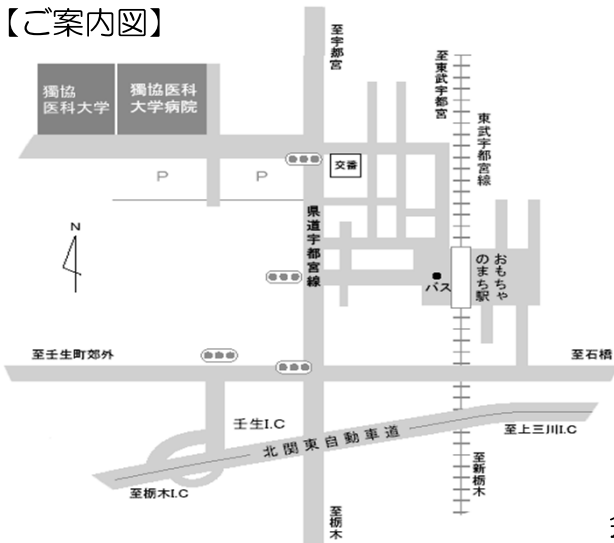 【ご案内図】
至宇都宮
至東武宇都宮
東武宇都宮線
獨協
医科大学
獨協医科
大学病院
交番
P
P
N
県道宇都宮線
バス
おもちゃ
のまち駅
至壬生町郊外
至石橋
壬生I.C
北関東自動車道
至上三川I.C
至栃木I.C
至新栃木
至栃木